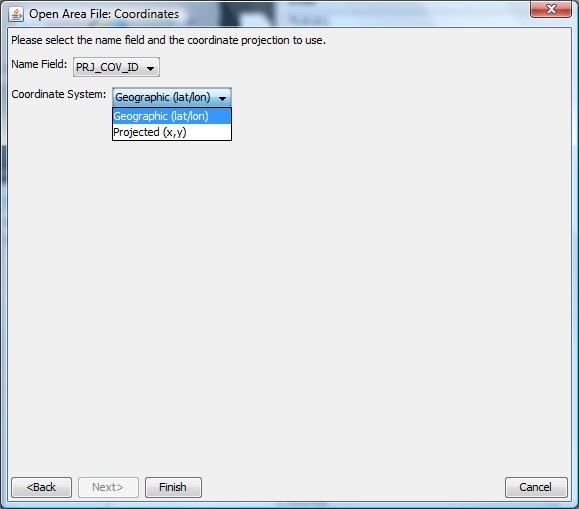 Open Area File: Coordinates
Please select the name field and the coordinate projection to use.
Name Field: PRJ_COV_ID
Coordinate System: Geographic (lat/lon)
Geographic (lat/lon)
Projected (x,y)
<Back Next> Finish Cancel